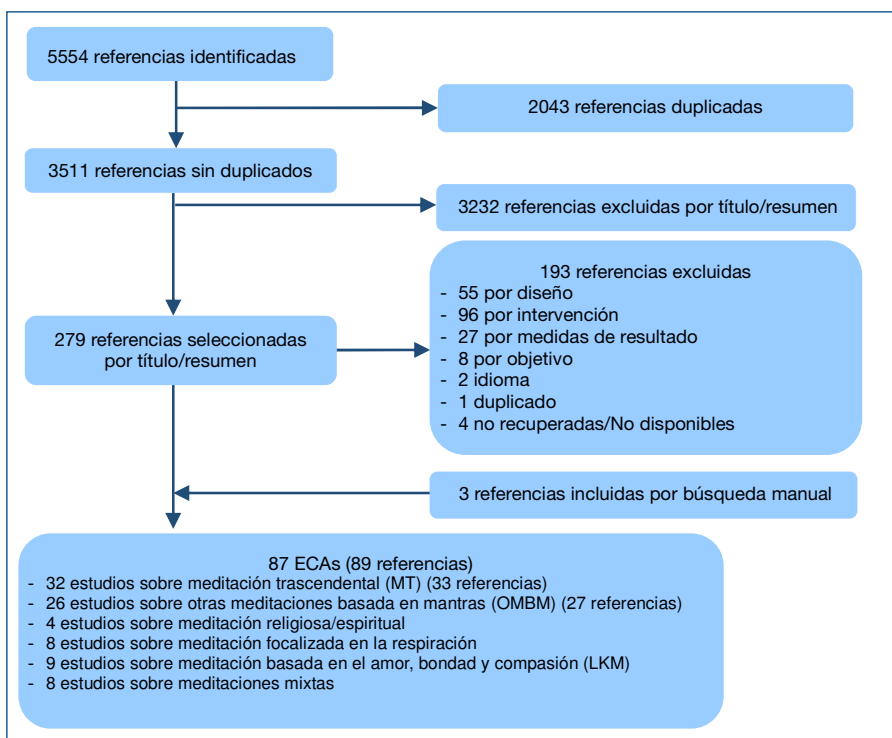 5554 referencias identificadas
2043 referencias duplicadas
3511 referencias sin duplicados
3232 referencias excluidas por título/resumen
193 referencias excluidas
- 55 por diseño
- 96 por intervención
- 27 por medidas de resultado
- 8 por objetivo
- 2 idioma
- 1 duplicado
- 4 no recuperadas/No disponibles
279 referencias seleccionadas
por título/resumen
3 referencias incluidas por búsqueda manual
87 ECAs (89 referencias)
- 32 estudios sobre meditación trascendental (MT) (33 referencias)
- 26 estudios sobre otras meditaciones basada en mantras (OMBM) (27 referencias)
- 4 estudios sobre meditación religiosa/espiritual
- 8 estudios sobre meditación focalizada en la respiración
- 9 estudios sobre meditación basada en el amor, bondad y compasión (LKM)
- 8 estudios sobre meditaciones mixtas